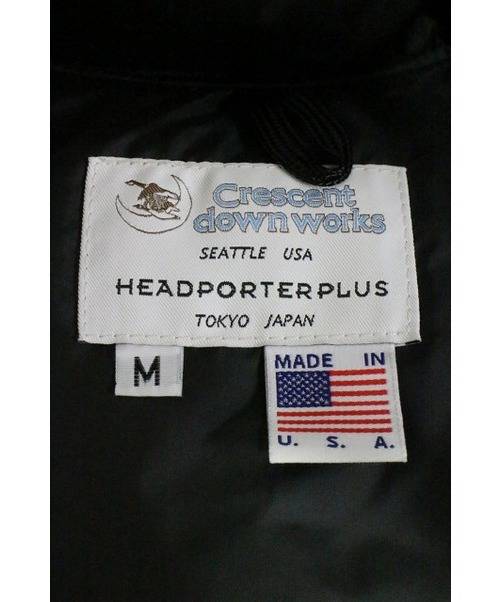 Crescent
down works
SEATTLE USA
HEADPORTERPLUS
TOKYO JAPAN
M
MADE IN
U. S. A.